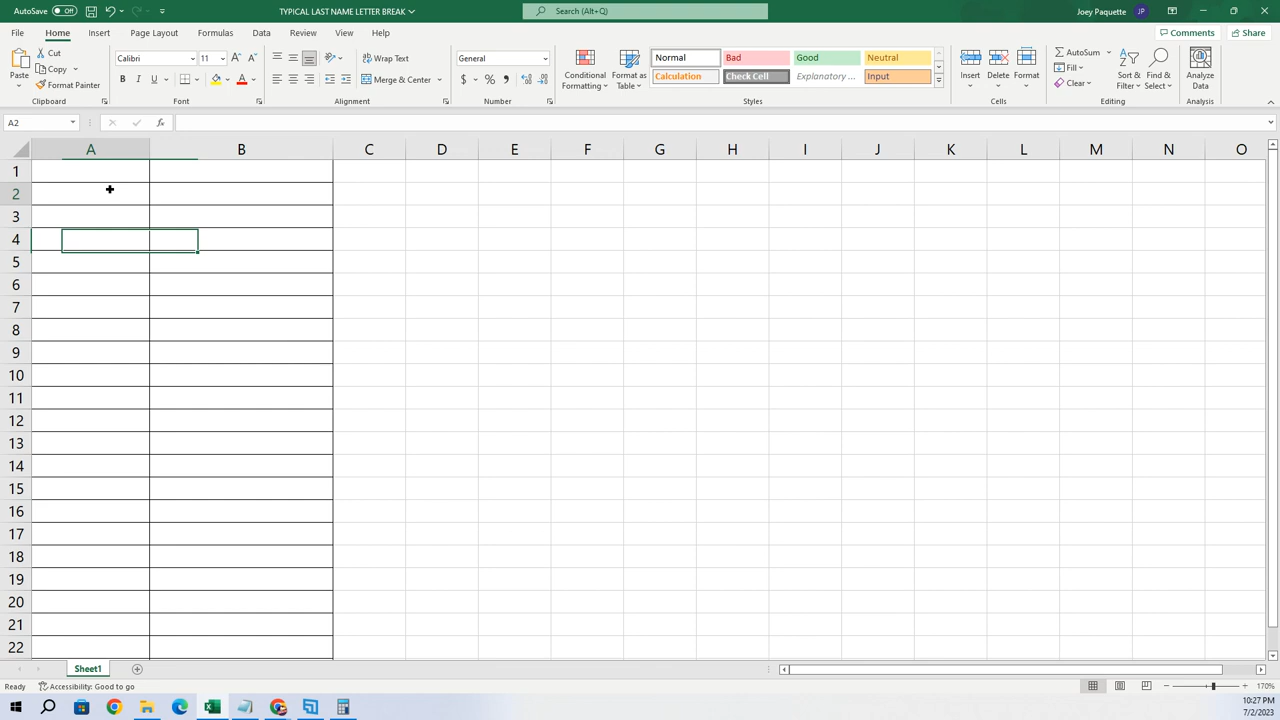 AutoSave Off TYPICAL LAST NAME LETTER BREAK Search (Alt+Q) Joey Paquette JP
File Home Insert Page Layout Formulas Data Review View Help Comments Share
Paste Cut Copy Format Painter Clipboard
Calibri 11 B I U A A A Font
Wrap Text Merge & Center Alignment
General $ % , Number
Conditional Formatting Format as Table
Normal Bad Good Neutral
Calculation Check Cell Explanatory ... Input
Styles
Insert Delete Format Cells
AutoSum Fill Clear Sort & Filter Find & Select Editing
Analyze Data Analysis
A2 fx
A B C D E F G H I J K L M N O
1
2
3
4
5
6
7
8
9
10
11
12
13
14
15
16
17
18
19
20
21
22
Sheet1
Ready Accessibility: Good to go 170%
10:27 PM
7/2/2023